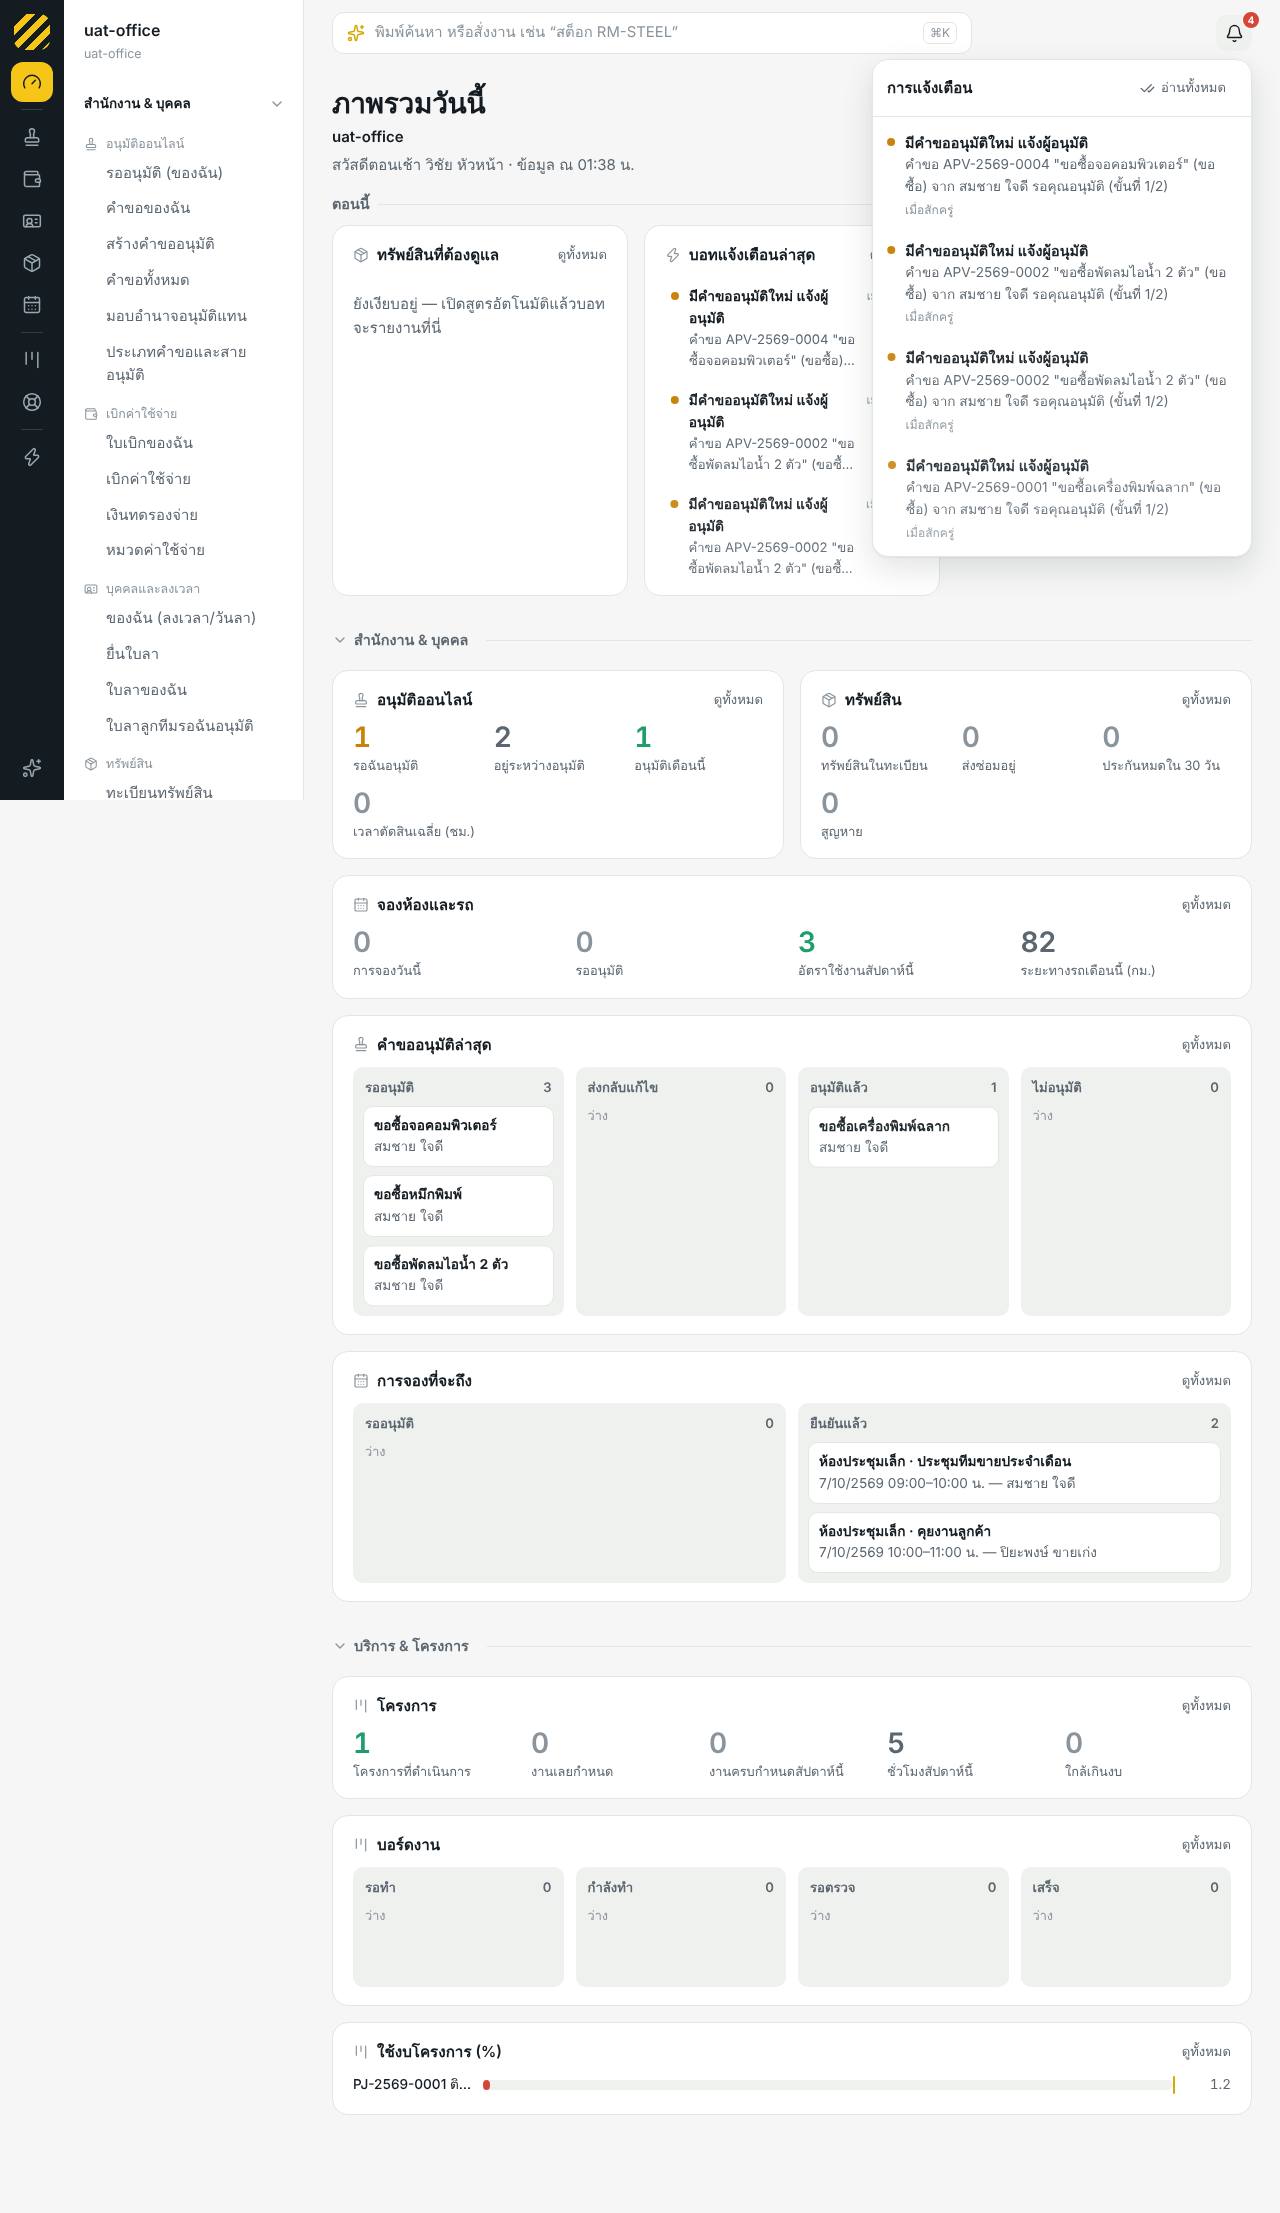 uat-office
uat-office
สำนักงาน & บุคคล
อนุมัติออนไลน์
รออนุมัติ (ของฉัน)
คำขอของฉัน
สร้างคำขออนุมัติ
คำขอทั้งหมด
มอบอำนาจอนุมัติแทน
ประเภทคำขอและสาย
อนุมัติ
เบิกค่าใช้จ่าย
ใบเบิกของฉัน
เบิกค่าใช้จ่าย
เงินทดรองจ่าย
หมวดค่าใช้จ่าย
บุคคลและลงเวลา
ของฉัน (ลงเวลา/วันลา)
ยื่นใบลา
ใบลาของฉัน
ใบลาลูกทีมรอฉันอนุมัติ
ทรัพย์สิน
ทะเบียนทรัพย์สิน
พิมพ์ค้นหา หรือสั่งงาน เช่น “สต็อก RM-STEEL”
⌘K
4
ภาพรวมวันนี้
uat-office
สวัสดีตอนเช้า วิชัย หัวหน้า · ข้อมูล ณ 01:38 น.
ตอนนี้
ทรัพย์สินที่ต้องดูแล
ดูทั้งหมด
ยังเงียบอยู่ — เปิดสูตรอัตโนมัติแล้วบอท
จะรายงานที่นี่
บอทแจ้งเตือนล่าสุด
มีคำขออนุมัติใหม่ แจ้งผู้
อนุมัติ
คำขอ APV-2569-0004 "ขอ
ซื้อจอคอมพิวเตอร์" (ขอซื้อ)...
มีคำขออนุมัติใหม่ แจ้งผู้
อนุมัติ
คำขอ APV-2569-0002 "ขอ
ซื้อพัดลมไอน้ำ 2 ตัว" (ขอซื้...
มีคำขออนุมัติใหม่ แจ้งผู้
อนุมัติ
คำขอ APV-2569-0002 "ขอ
ซื้อพัดลมไอน้ำ 2 ตัว" (ขอซื้...
การแจ้งเตือน
อ่านทั้งหมด
มีคำขออนุมัติใหม่ แจ้งผู้อนุมัติ
คำขอ APV-2569-0004 "ขอซื้อจอคอมพิวเตอร์" (ขอ
ซื้อ) จาก สมชาย ใจดี รอคุณอนุมัติ (ขั้นที่ 1/2)
เมื่อสักครู่
มีคำขออนุมัติใหม่ แจ้งผู้อนุมัติ
คำขอ APV-2569-0002 "ขอซื้อพัดลมไอน้ำ 2 ตัว" (ขอ
ซื้อ) จาก สมชาย ใจดี รอคุณอนุมัติ (ขั้นที่ 1/2)
เมื่อสักครู่
มีคำขออนุมัติใหม่ แจ้งผู้อนุมัติ
คำขอ APV-2569-0002 "ขอซื้อพัดลมไอน้ำ 2 ตัว" (ขอ
ซื้อ) จาก สมชาย ใจดี รอคุณอนุมัติ (ขั้นที่ 1/2)
เมื่อสักครู่
มีคำขออนุมัติใหม่ แจ้งผู้อนุมัติ
คำขอ APV-2569-0001 "ขอซื้อเครื่องพิมพ์ฉลาก" (ขอ
ซื้อ) จาก สมชาย ใจดี รอคุณอนุมัติ (ขั้นที่ 1/2)
เมื่อสักครู่
สำนักงาน & บุคคล
อนุมัติออนไลน์
ดูทั้งหมด
1 2 1
รอฉันอนุมัติ อยู่ระหว่างอนุมัติ อนุมัติเดือนนี้
0
เวลาตัดสินเฉลี่ย (ชม.)
ทรัพย์สิน
ดูทั้งหมด
0 0 0
ทรัพย์สินในทะเบียน ส่งซ่อมอยู่ ประกันหมดใน 30 วัน
0
สูญหาย
จองห้องและรถ
ดูทั้งหมด
0 0 3 82
การจองวันนี้ รออนุมัติ อัตราใช้งานสัปดาห์นี้ ระยะทางรถเดือนนี้ (กม.)
คำขออนุมัติล่าสุด
ดูทั้งหมด
รออนุมัติ 3
ขอซื้อจอคอมพิวเตอร์
สมชาย ใจดี
ขอซื้อหมึกพิมพ์
สมชาย ใจดี
ขอซื้อพัดลมไอน้ำ 2 ตัว
สมชาย ใจดี
ส่งกลับแก้ไข 0
ว่าง
อนุมัติแล้ว 1
ขอซื้อเครื่องพิมพ์ฉลาก
สมชาย ใจดี
ไม่อนุมัติ 0
ว่าง
การจองที่จะถึง
ดูทั้งหมด
รออนุมัติ 0
ว่าง
ยืนยันแล้ว 2
ห้องประชุมเล็ก · ประชุมทีมขายประจำเดือน
7/10/2569 09:00–10:00 น. — สมชาย ใจดี
ห้องประชุมเล็ก · คุยงานลูกค้า
7/10/2569 10:00–11:00 น. — ปิยะพงษ์ ขายเก่ง
บริการ & โครงการ
โครงการ
ดูทั้งหมด
1 0 0 5 0
โครงการที่ดำเนินการ งานเลยกำหนด งานครบกำหนดสัปดาห์นี้ ชั่วโมงสัปดาห์นี้ ใกล้เกินงบ
บอร์ดงาน
ดูทั้งหมด
รอทำ 0
ว่าง
กำลังทำ 0
ว่าง
รอตรวจ 0
ว่าง
เสร็จ 0
ว่าง
ใช้งบโครงการ (%)
ดูทั้งหมด
PJ-2569-0001 ติ... 1.2